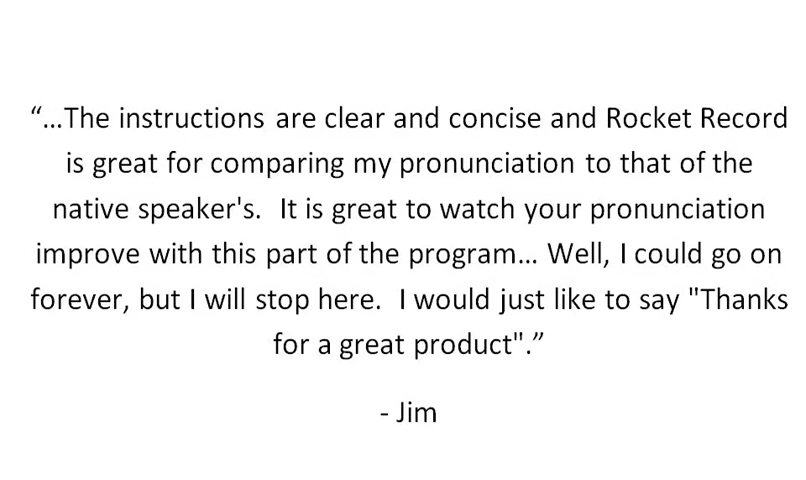 “…The instructions are clear and concise and Rocket Record
is great for comparing my pronunciation to that of the
native speaker's.  It is great to watch your pronunciation
improve with this part of the program… Well, I could go on
forever, but I will stop here.  I would just like to say "Thanks
for a great product".”
- Jim